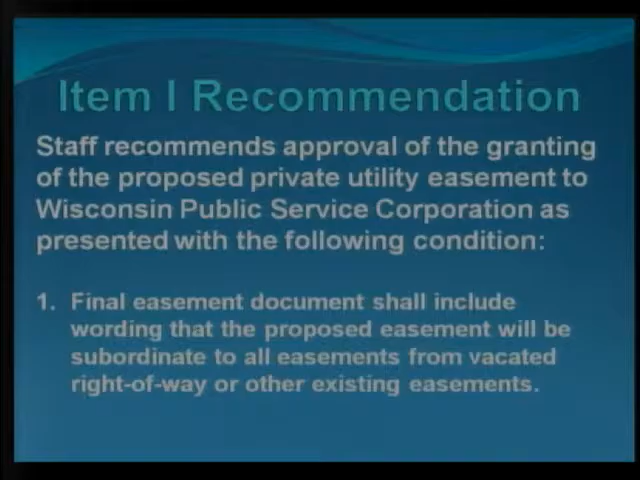 Item I Recommendation
Staff recommends approval of the granting
of the proposed private utility easement to
Wisconsin Public Service Corporation as
presented with the following condition:
1. Final easement document shall include
wording that the proposed easement will be
subordinate to all easements from vacated
right-of-way or other existing easements.